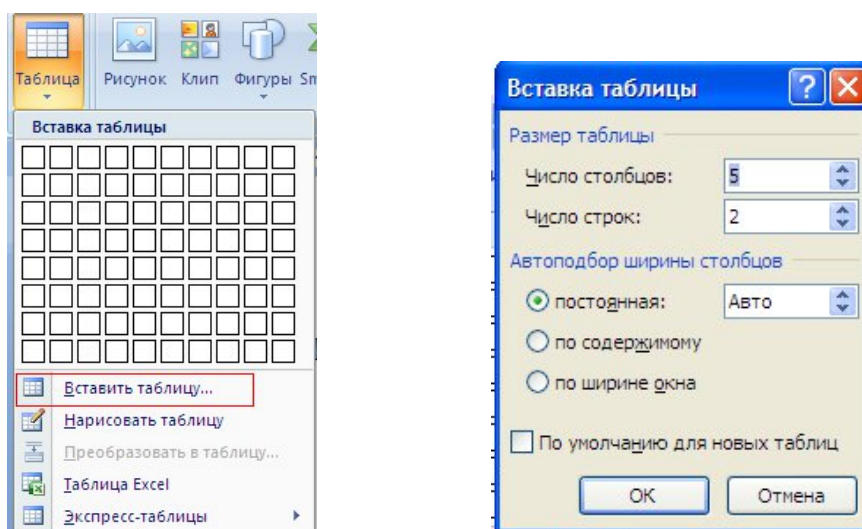 Таблица Рисунок Клип Фигуры Sm
Вставка таблицы
Вставить таблицу...
Нарисовать таблицу
Преобразовать в таблицу...
Таблица Excel
Экспресс-таблицы
Вставка таблицы
Размер таблицы
Число столбцов: 5
Число строк: 2
Автоподбор ширины столбцов
постоянная: Авто
по содержимому
по ширине окна
По умолчанию для новых таблиц
ОК Отмена